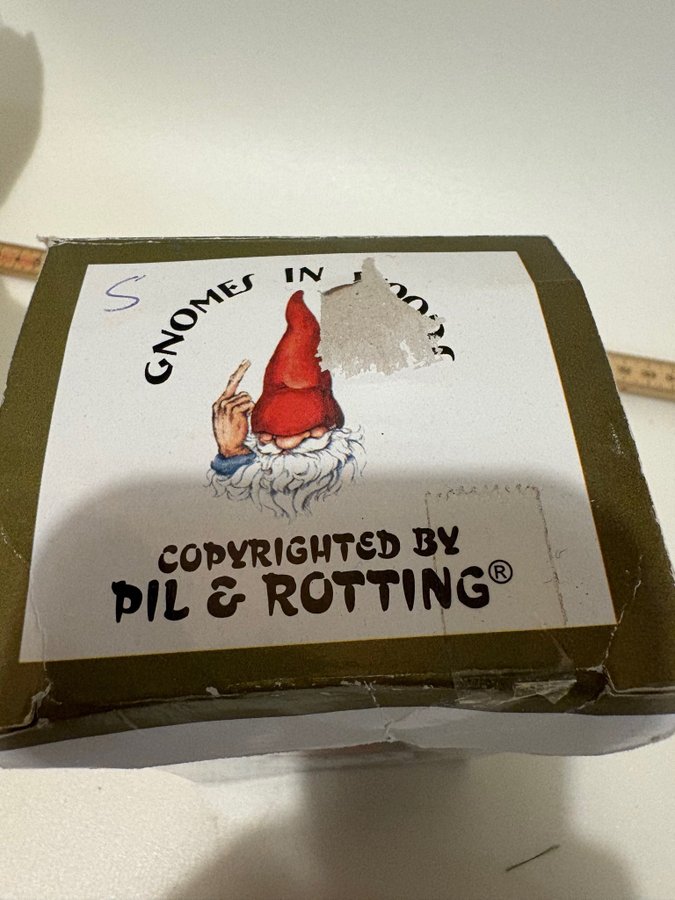 S
GNOMES IN
COPYRIGHTED BY
PIL & ROTTING®